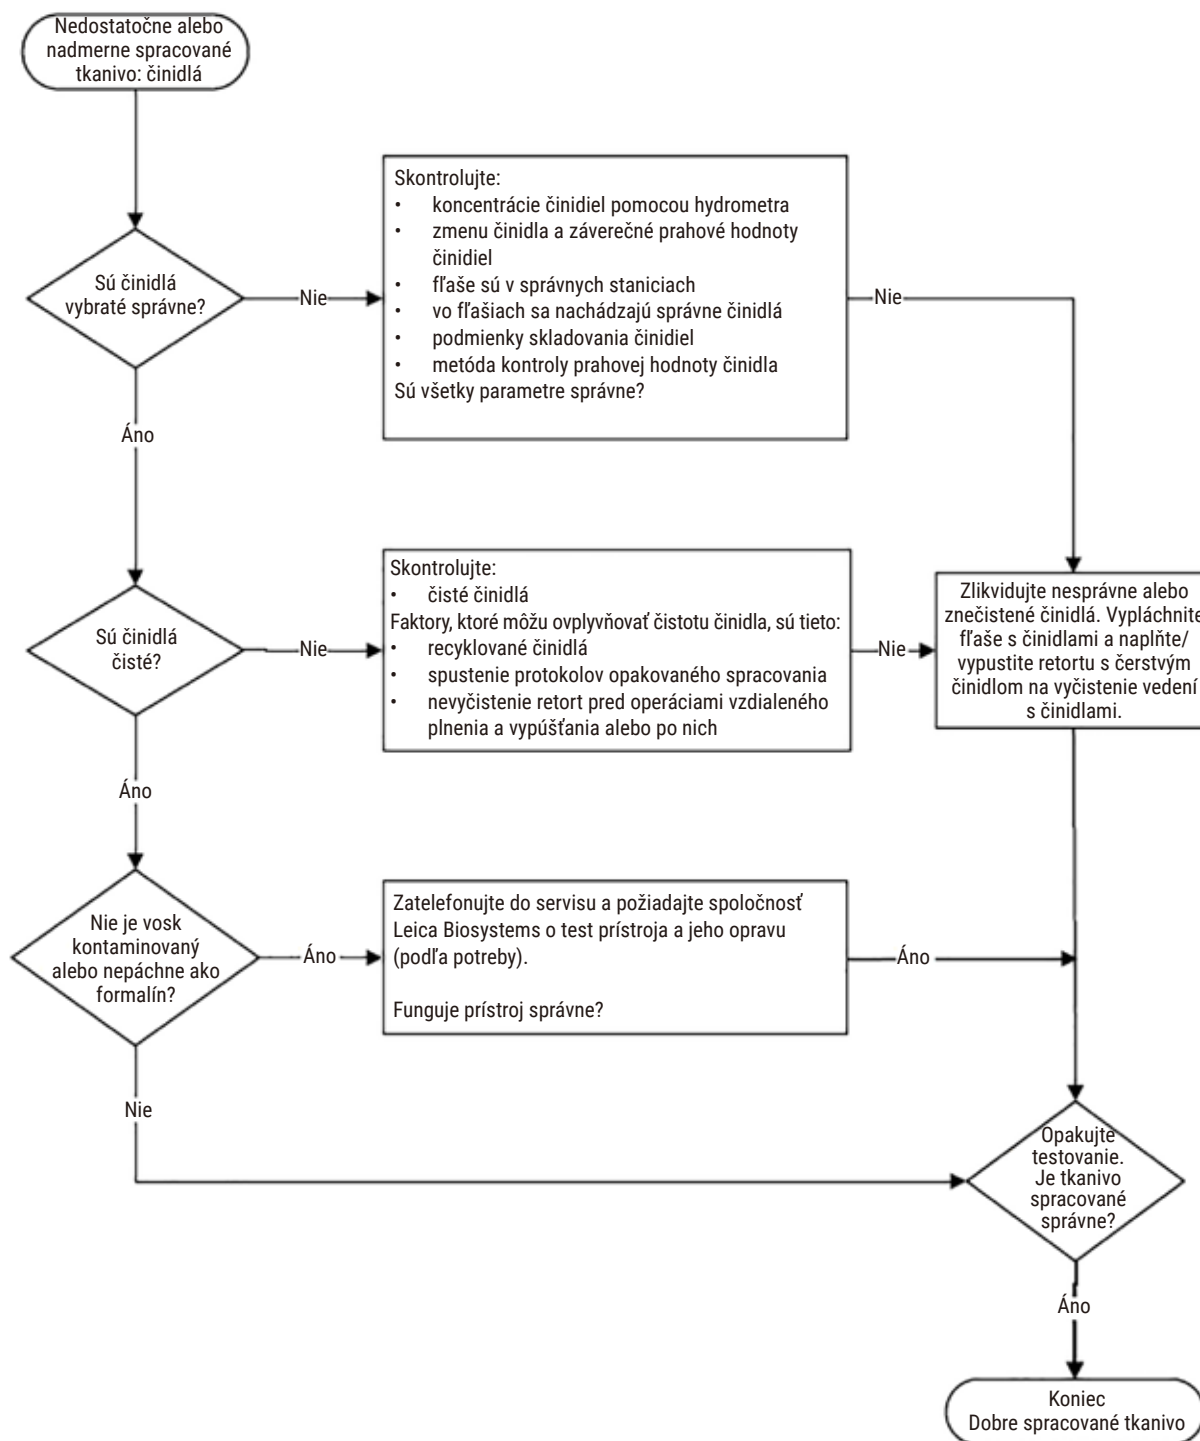 Nedostatočne alebo
nadmerne spracované
tkanivo: činidlá
Skontrolujte:
• koncentrácie činidiel pomocou hydrometra
• zmenu činidla a záverečné prahové hodnoty
činidiel
• fľaše sú v správnych staniciach
• vo fľašiach sa nachádzajú správne činidlá
• podmienky skladovania činidiel
• metóda kontroly prahovej hodnoty činidla
Sú všetky parametre správne?
Sú činidlá
vybraté správne?
Nie
Nie
Áno
Skontrolujte:
• čisté činidlá
Faktory, ktoré môžu ovplyvňovať čistotu činidla, sú tieto:
• recyklované činidlá
• spustenie protokolov opakovaného spracovania
• nevyčistenie retort pred operáciami vzdialeného
plnenia a vypúšťania alebo po nich
Sú činidlá
čisté?
Nie
Nie
Zlikvidujte nesprávne alebo
znečistené činidlá. Vypláchnite
fľaše s činidlami a naplňte/
vypustite retortu s čerstvým
činidlom na vyčistenie vedení
s činidlami.
Áno
Nie je vosk
kontaminovaný
alebo nepáchne ako
formalín?
Áno
Zatelefonujte do servisu a požiadajte spoločnosť
Leica Biosystems o test prístroja a jeho opravu
(podľa potreby).
Funguje prístroj správne?
Áno
Nie
Opakujte
testovanie.
Je tkanivo
spracované
správne?
Áno
Koniec
Dobre spracované tkanivo